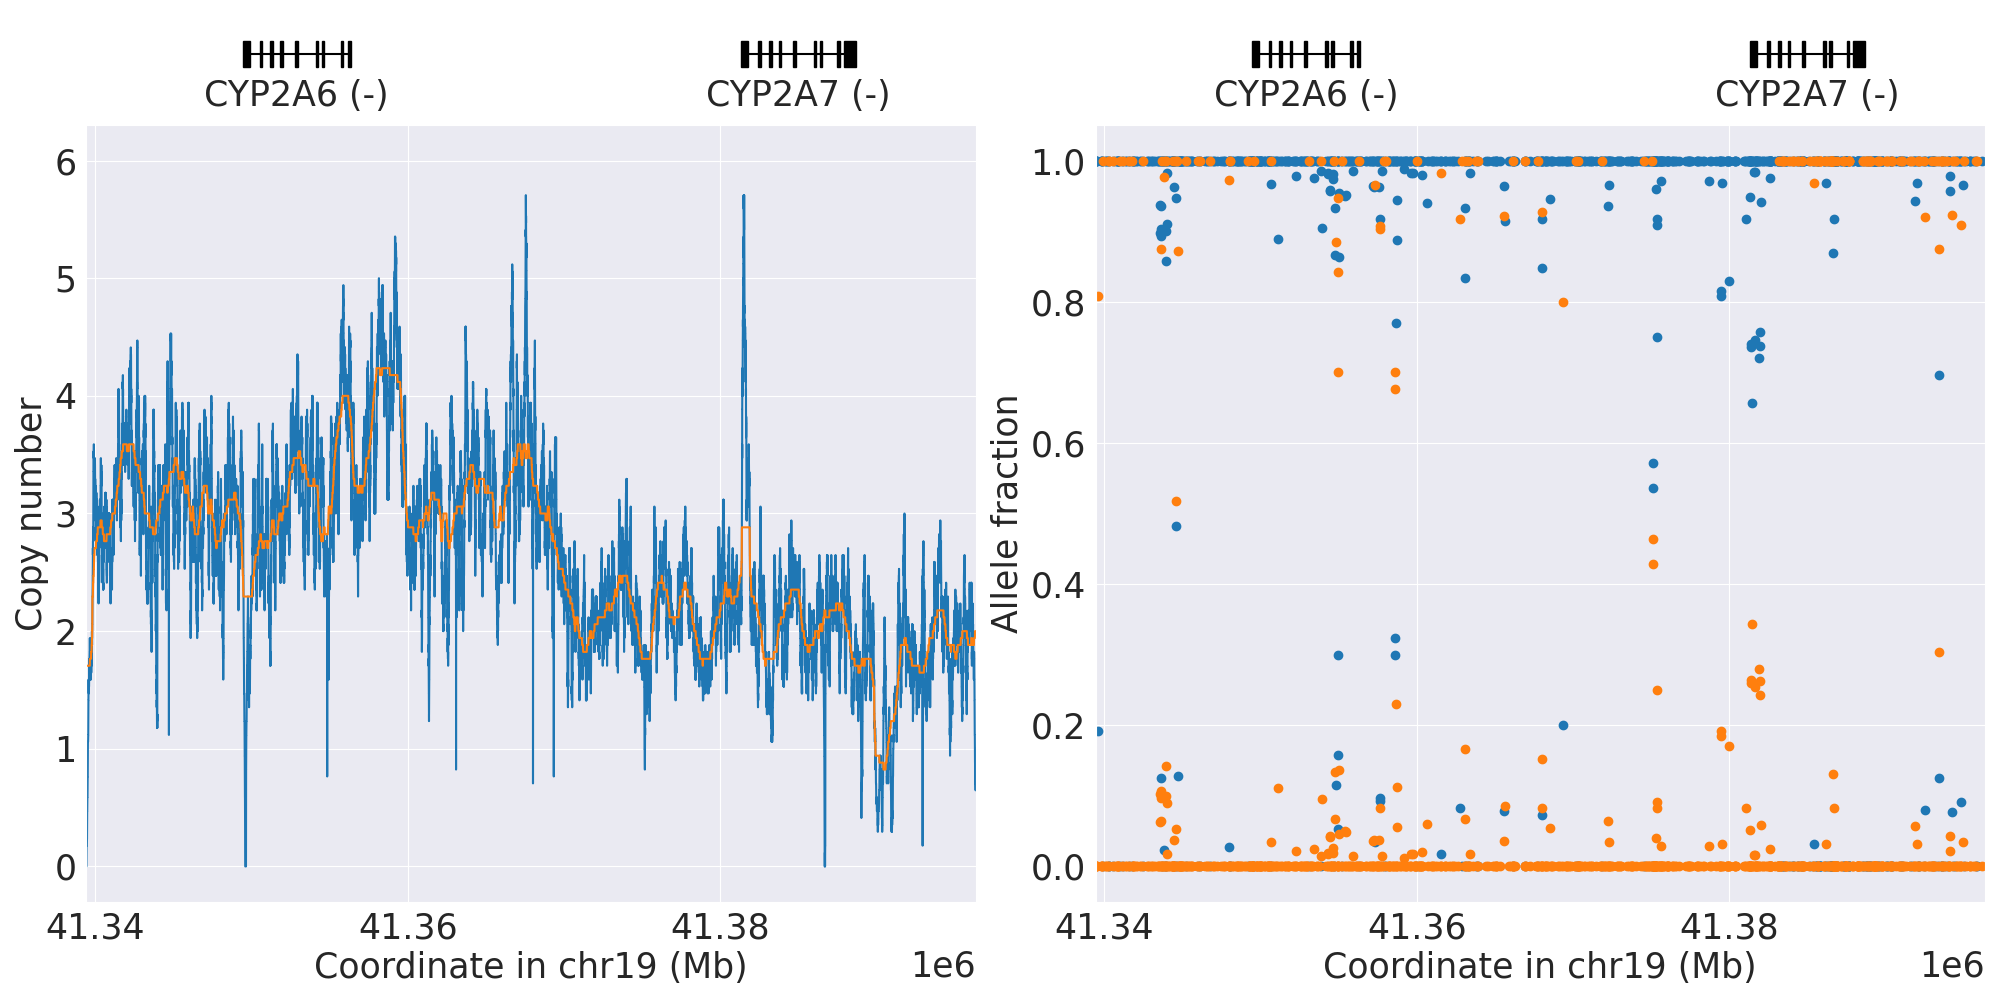 CYP2A6 (-)
CYP2A7 (-)
CYP2A6 (-)
CYP2A7 (-)
6
5
4
3
2
1
0
Copy number
41.34
41.36
41.38
Coordinate in chr19 (Mb)
1e6
1.0
0.8
0.6
0.4
0.2
0.0
Allele fraction
41.34
41.36
41.38
Coordinate in chr19 (Mb)
1e6